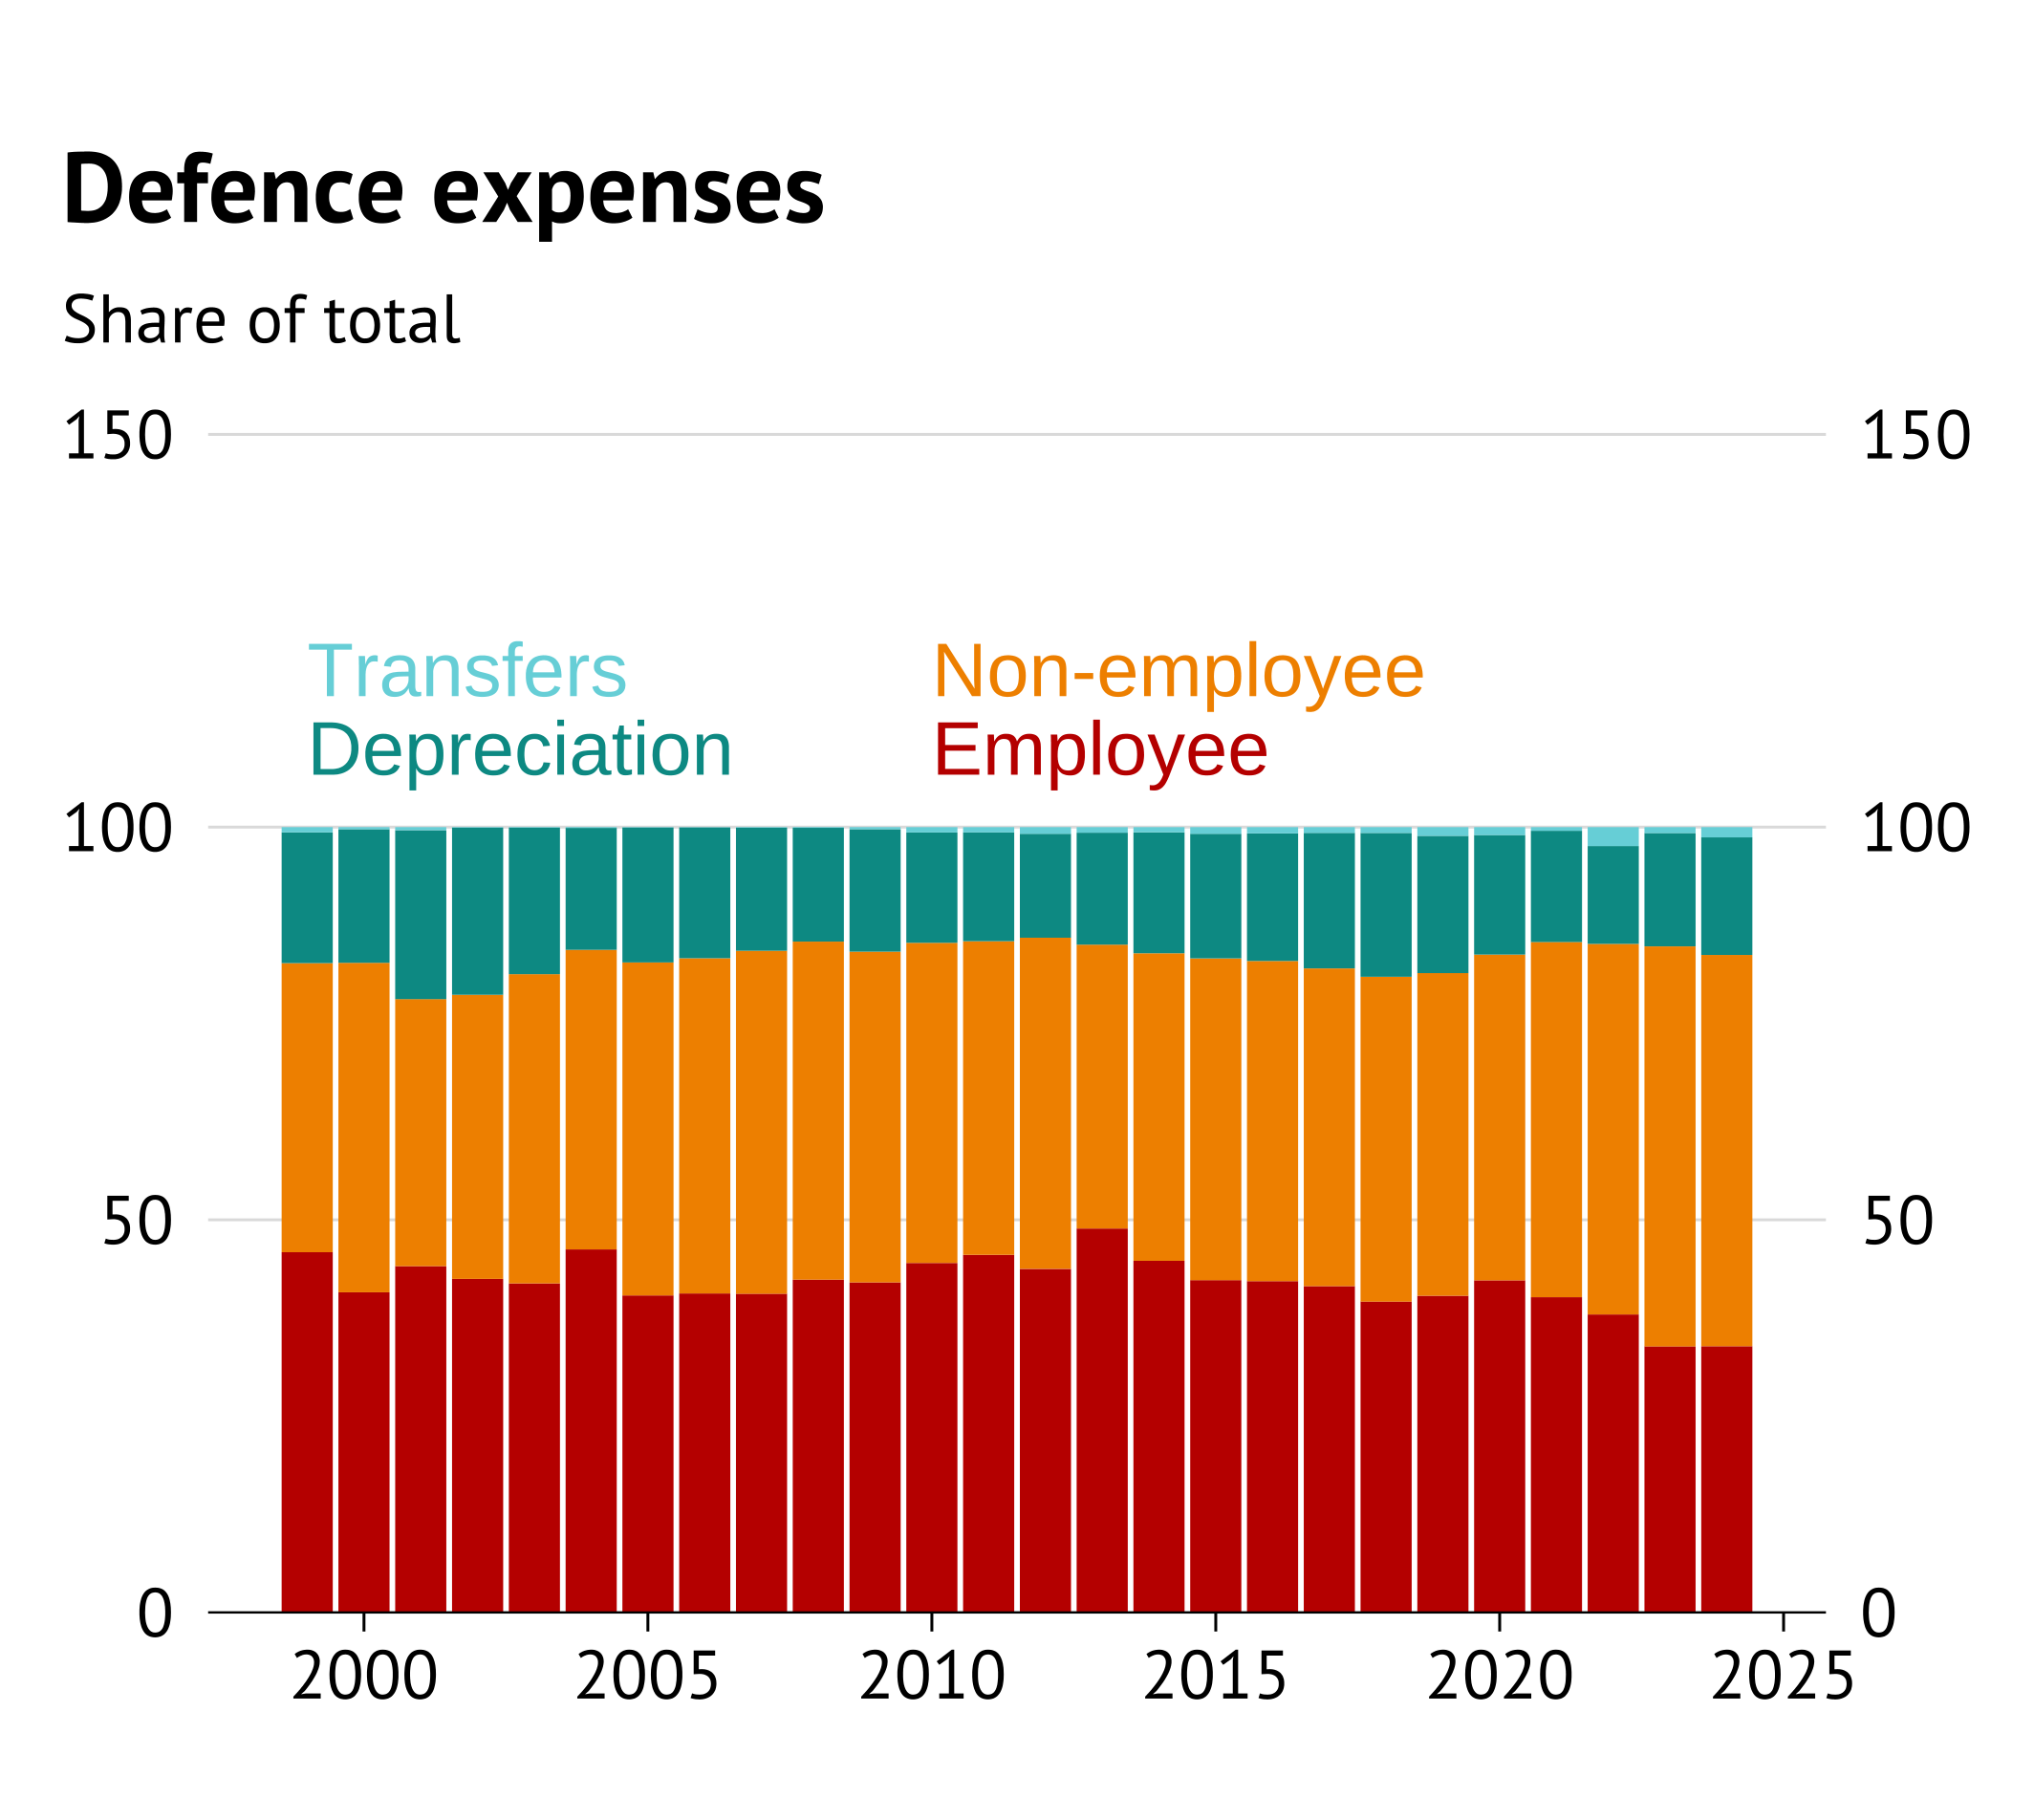 Defence expenses
Share of total
150 150
Transfers Non-employee
Depreciation Employee
100 100
50 50
0 0
2000 2005 2010 2015 2020 2025